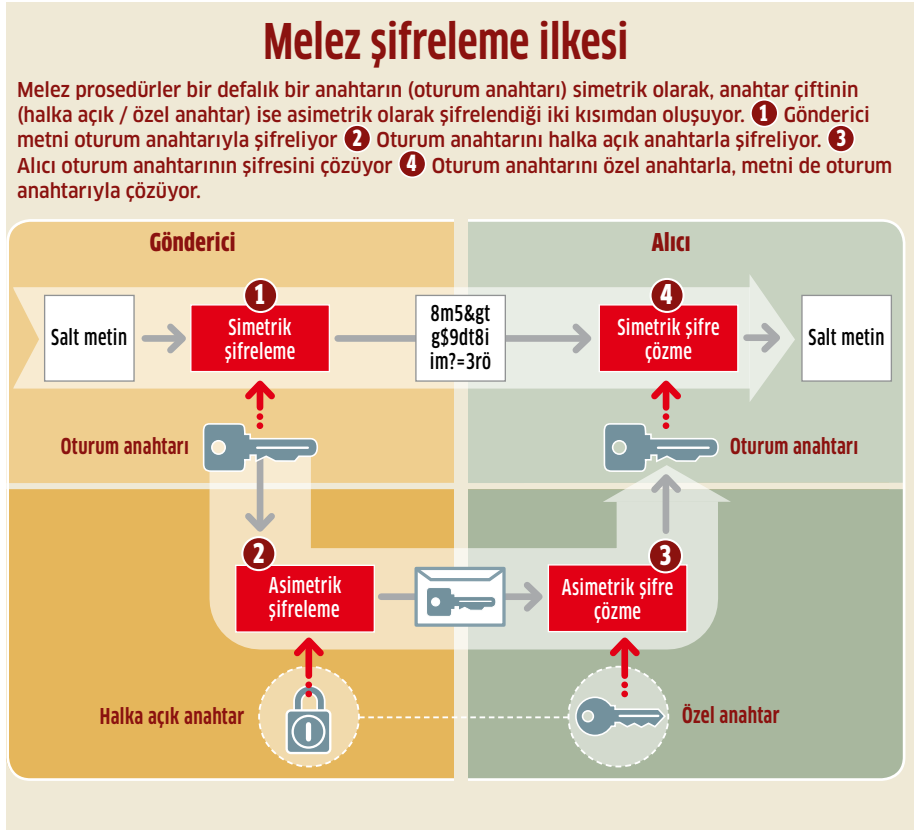 Melez şifreleme ilkesi
Melez prosedürler bir defalık bir anahtarın (oturum anahtarı) simetrik olarak, anahtar çiftinin
(halka açık / özel anahtar) ise asimetrik olarak şifrelendiği iki kısımdan oluşuyor. 1 Gönderici
metni oturum anahtarıyla şifreliyor 2 Oturum anahtarını halka açık anahtarla şifreliyor. 3
Alıcı oturum anahtarının şifresini çözüyor 4 Oturum anahtarını özel anahtarla, metni de oturum
anahtarıyla çözüyor.
Gönderici
Alıcı
1
4
Salt metin
Simetrik
şifreleme
8m5&gt
g$9dt8i
im?=3rö
Simetrik şifre
çözme
Salt metin
Oturum anahtarı
Oturum anahtarı
2
3
Asimetrik
şifreleme
Asimetrik şifre
çözme
Halka açık anahtar
Özel anahtar